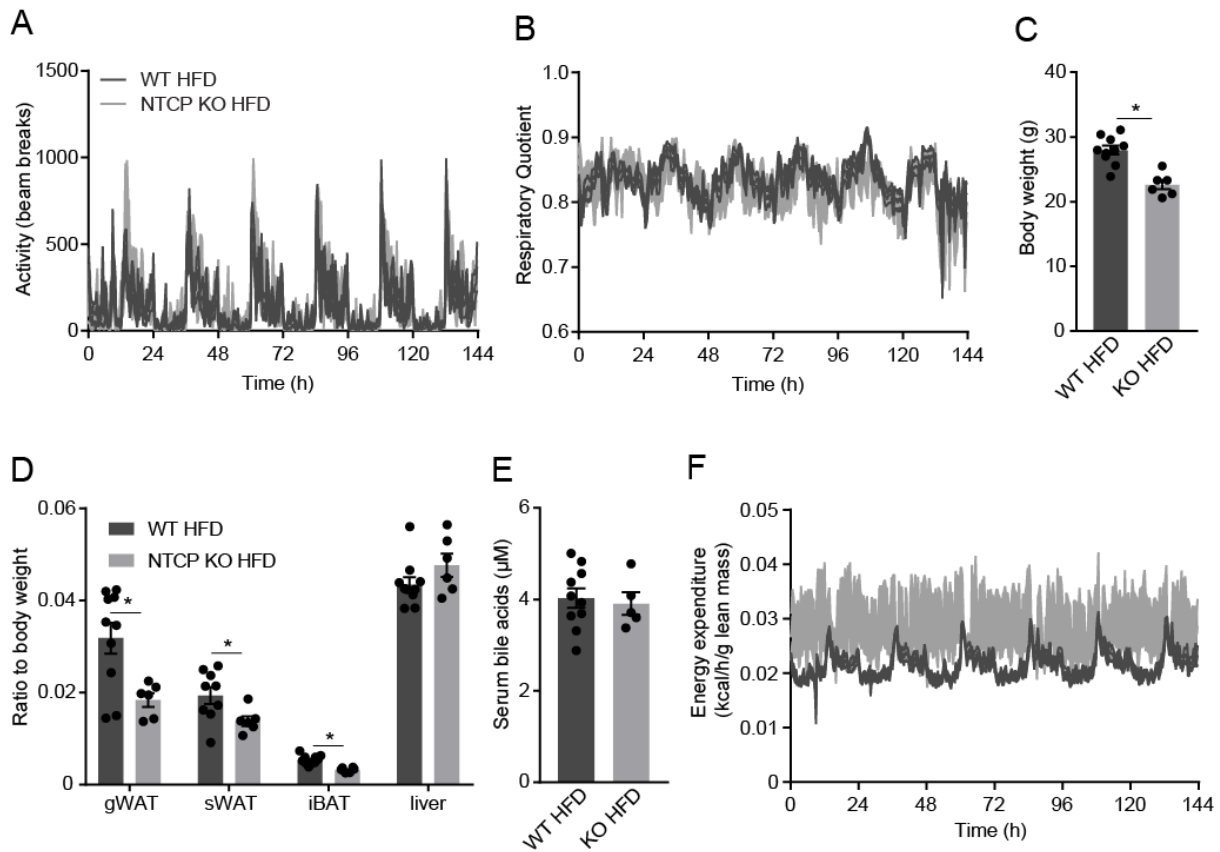 A
Activity (beam breaks)
1500
1000
500
0
WT HFD
NTCP KO HFD
0 24 48 72 96 120 144
Time (h)
B
Respiratory Quotient
1.0
0.9
0.8
0.7
0.6
0 24 48 72 96 120 144
Time (h)
C
Body weight (g)
40
30
20
10
0
*
WT HFD
KO HFD
D
Ratio to body weight
0.06
0.04
0.02
0
WT HFD
NTCP KO HFD
*
*
*
gWAT sWAT iBAT liver
E
Serum bile acids (µM)
6
4
2
0
WT HFD
KO HFD
F
Energy expenditure
(kcal/h/g lean mass)
0.05
0.04
0.03
0.02
0.01
0
0 24 48 72 96 120 144
Time (h)